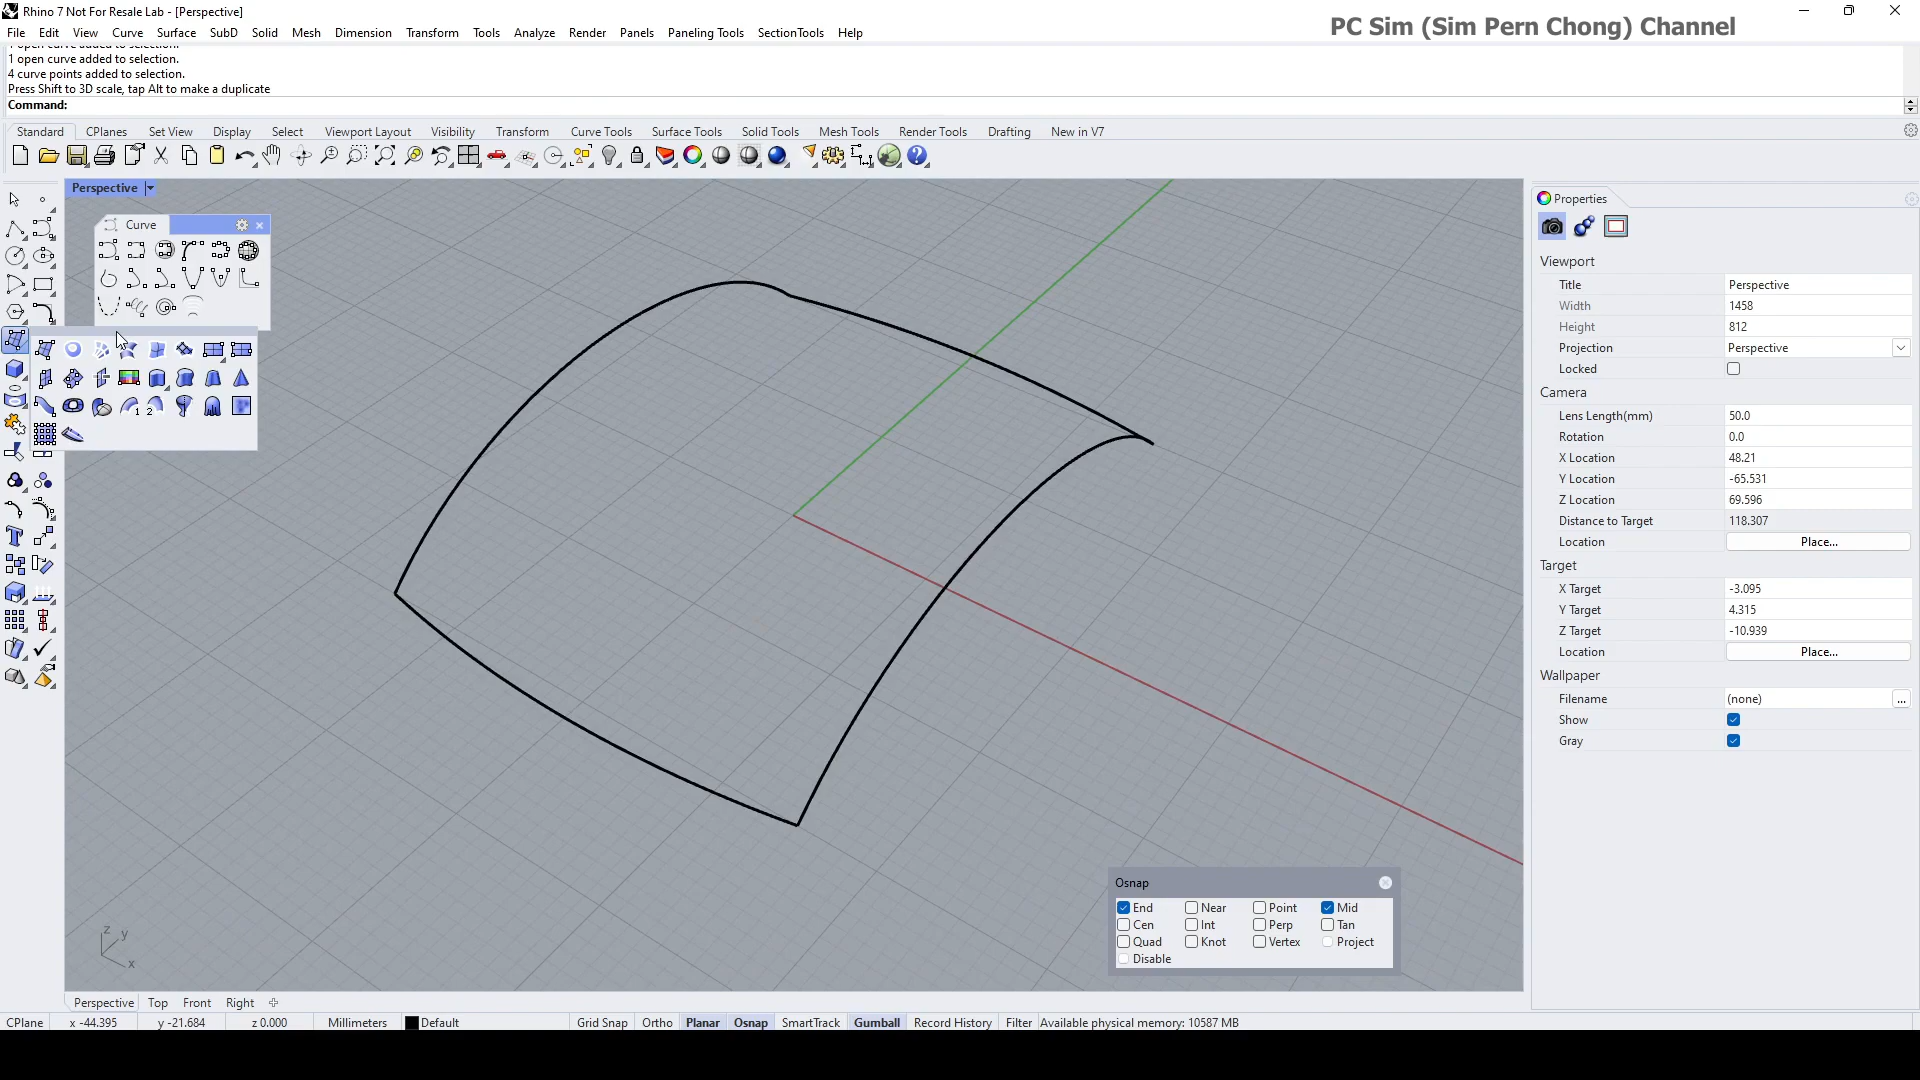 Rhino 7 Not For Resale Lab - [Perspective]
PC Sim (Sim Pern Chong) Channel
File Edit View Curve Surface SubD Solid Mesh Dimension Transform Tools Analyze Render Panels Paneling Tools SectionTools Help
1 open curve added to selection.
1 open curve added to selection.
4 curve points added to selection.
Press Shift to 3D scale, tap Alt to make a duplicate
Command:
Standard CPlanes Set View Display Select Viewport Layout Visibility Transform Curve Tools Surface Tools Solid Tools Mesh Tools Render Tools Drafting New in V7
Perspective
Curve
1 2
z y x
Osnap
End Near Point Mid
Cen Int Perp Tan
Quad Knot Vertex Project
Disable
Properties
Viewport
Title Perspective
Width 1458
Height 812
Projection Perspective
Locked
Camera
Lens Length(mm) 50.0
Rotation 0.0
X Location 48.21
Y Location -65.531
Z Location 69.596
Distance to Target 118.307
Location Place...
Target
X Target -3.095
Y Target 4.315
Z Target -10.939
Location Place...
Wallpaper
Filename (none) ...
Show
Gray
Perspective Top Front Right
CPlane x -44.395 y -21.684 z 0.000 Millimeters Default Grid Snap Ortho Planar Osnap SmartTrack Gumball Record History Filter Available physical memory: 10587 MB